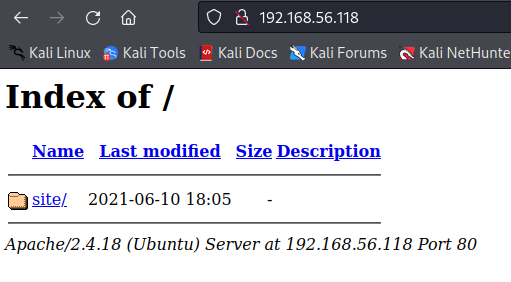 192.168.56.118
Kali Linux Kali Tools Kali Docs Kali Forums Kali NetHunte
Index of /
Name Last modified Size Description
site/ 2021-06-10 18:05 -
Apache/2.4.18 (Ubuntu) Server at 192.168.56.118 Port 80